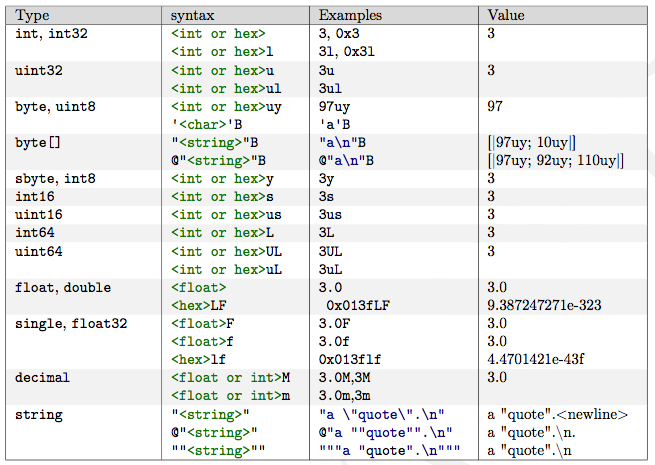 Type syntax Examples Value
int, int32 <int or hex> 3, 0x3 3
<int or hex>l 3l, 0x3l
uint32 <int or hex>u 3u 3
<int or hex>ul 3ul
byte, uint8 <int or hex>uy 97uy 97
'<char>'B 'a'B
byte[] "<string>"B "a\n"B [|97uy; 10uy|]
@"<string>"B @"a\n"B [|97uy; 92uy; 110uy|]
sbyte, int8 <int or hex>y 3y 3
int16 <int or hex>s 3s 3
uint16 <int or hex>us 3us 3
int64 <int or hex>L 3L 3
uint64 <int or hex>UL 3UL 3
<int or hex>uL 3uL
float, double <float> 3.0 3.0
<hex>LF 0x013fLF 9.387247271e-323
single, float32 <float>F 3.0F 3.0
<float>f 3.0f 3.0
<hex>lf 0x013flf 4.4701421e-43f
decimal <float or int>M 3.0M,3M 3.0
<float or int>m 3.0m,3m
string "<string>" "a \"quote\".\n" a "quote".<newline>
@"<string>" @"a ""quote"".\n" a "quote".\n.
""<string>"" """a "quote".\n""" a "quote".\n